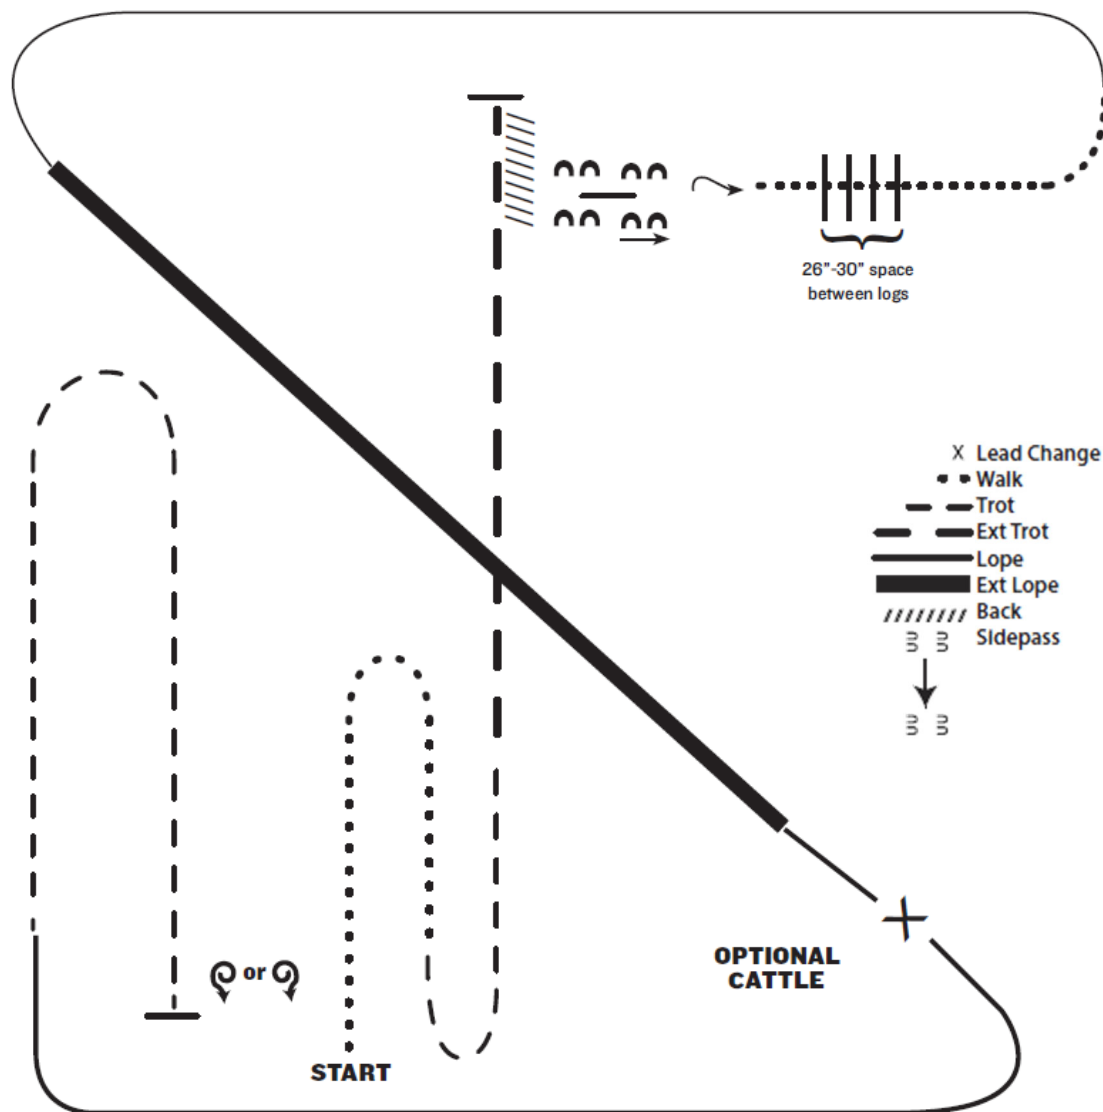 26"-30" space
between logs
X Lead Change
Walk
Trot
Ext Trot
Lope
Ext Lope
Back
Sidepass
OPTIONAL
CATTLE
or
START